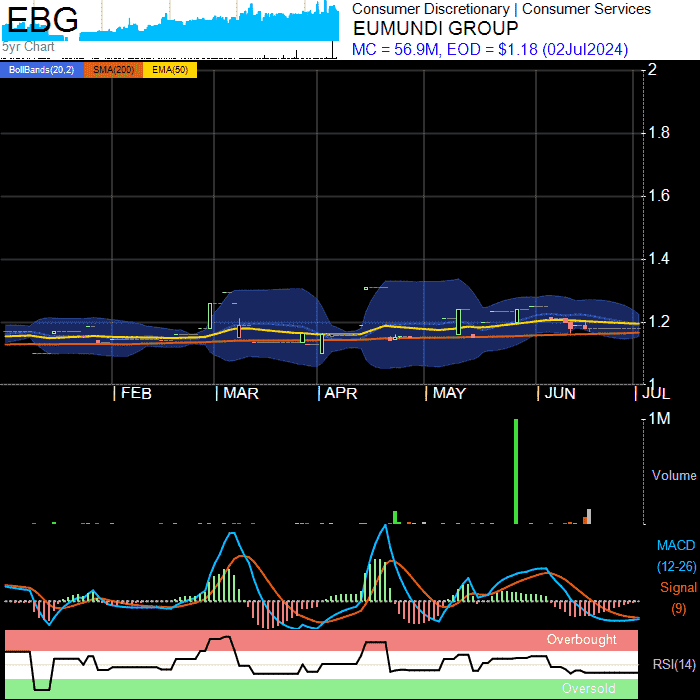 EBG
5yr Chart
Consumer Discretionary | Consumer Services
EUMUNDI GROUP
MC = 56.9M, EOD = $1.18 (02Jul2024)
BollBands(20,2) SMA(200) EMA(50)
2
1.8
1.6
1.4
1.2
1
FEB MAR APR MAY JUN JUL
1M
Volume
MACD
(12-26)
Signal
(9)
Overbought
RSI(14)
Oversold